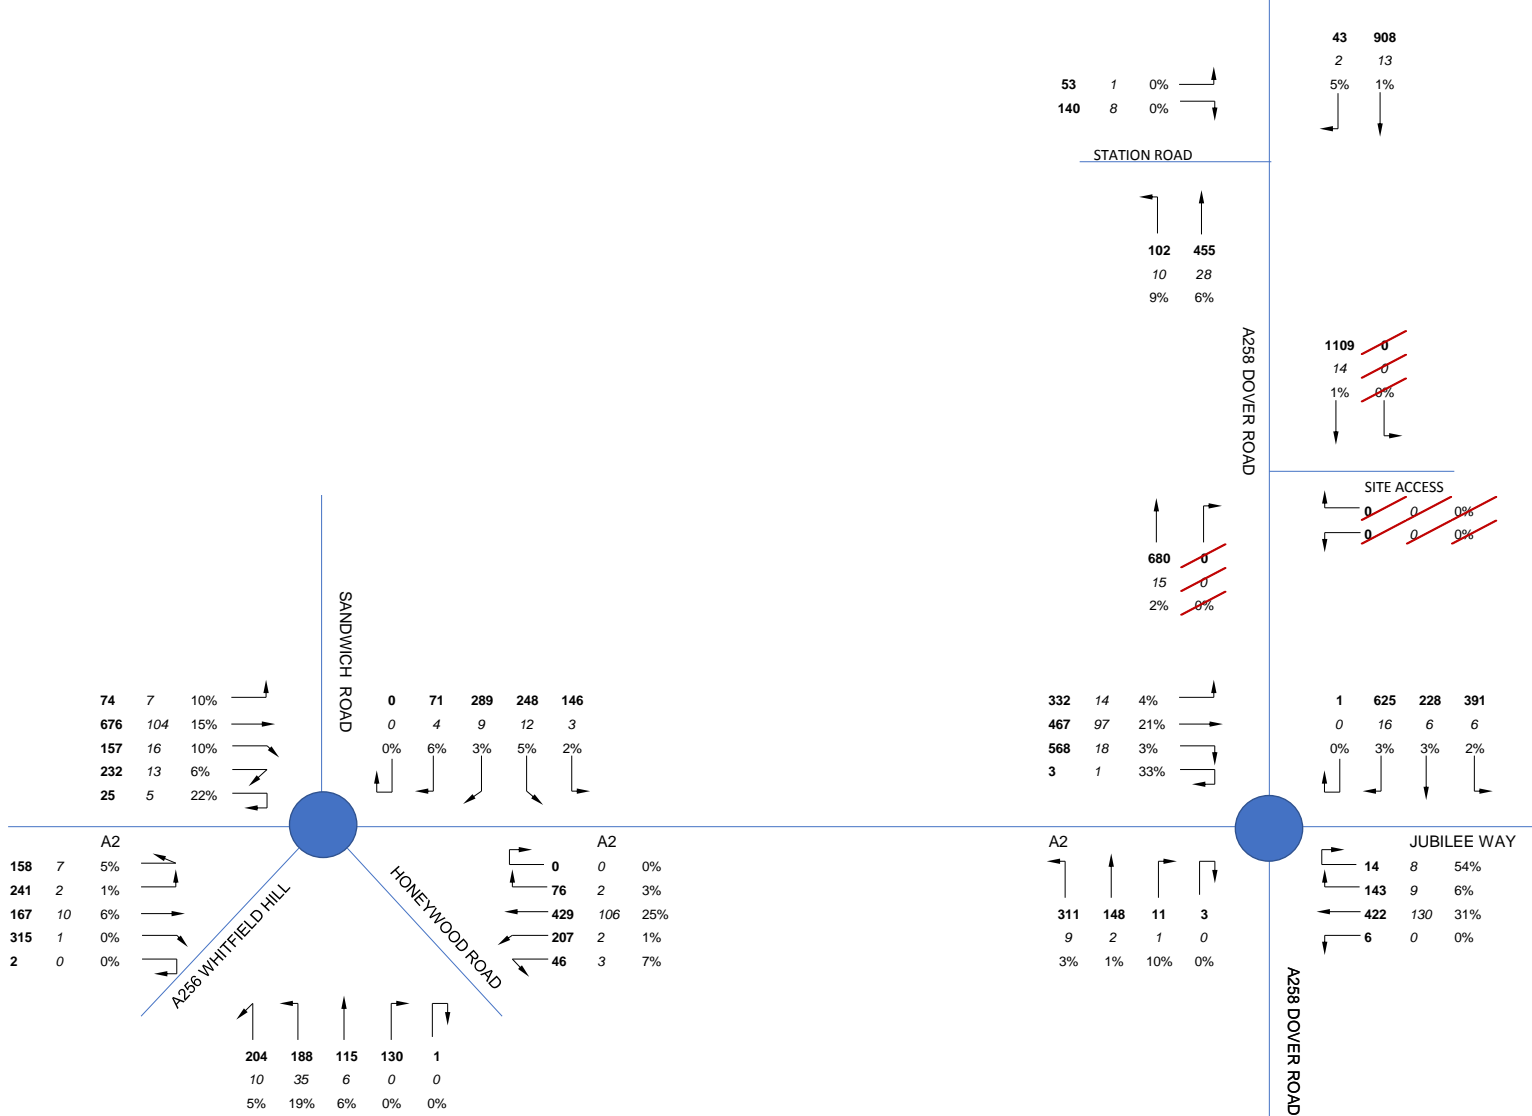 43 908
2 13
5% 1%
53 1 0%
140 8 0%
STATION ROAD
102 455
10 28
9% 6%
A258 DOVER ROAD
1109 0
14 0
1% 0%
SITE ACCESS
0 0 0%
0 0 0%
680 0
15 0
2% 0%
SANDWICH ROAD
74 7 10%
676 104 15%
157 16 10%
232 13 6%
25 5 22%
0 71 289 248 146
0 4 9 12 3
0% 6% 3% 5% 2%
332 14 4%
467 97 21%
568 18 3%
3 1 33%
1 625 228 391
0 16 6 6
0% 3% 3% 2%
A2
158 7 5%
241 2 1%
167 10 6%
315 1 0%
2 0 0%
A256 WHITFIELD HILL
HONEYWOOD ROAD
A2
0 0 0%
76 2 3%
429 106 25%
207 2 1%
46 3 7%
204 188 115 130 1
10 35 6 0 0
5% 19% 6% 0% 0%
A2
311 148 11 3
9 2 1 0
3% 1% 10% 0%
JUBILEE WAY
14 8 54%
143 9 6%
422 130 31%
6 0 0%
A258 DOVER ROAD